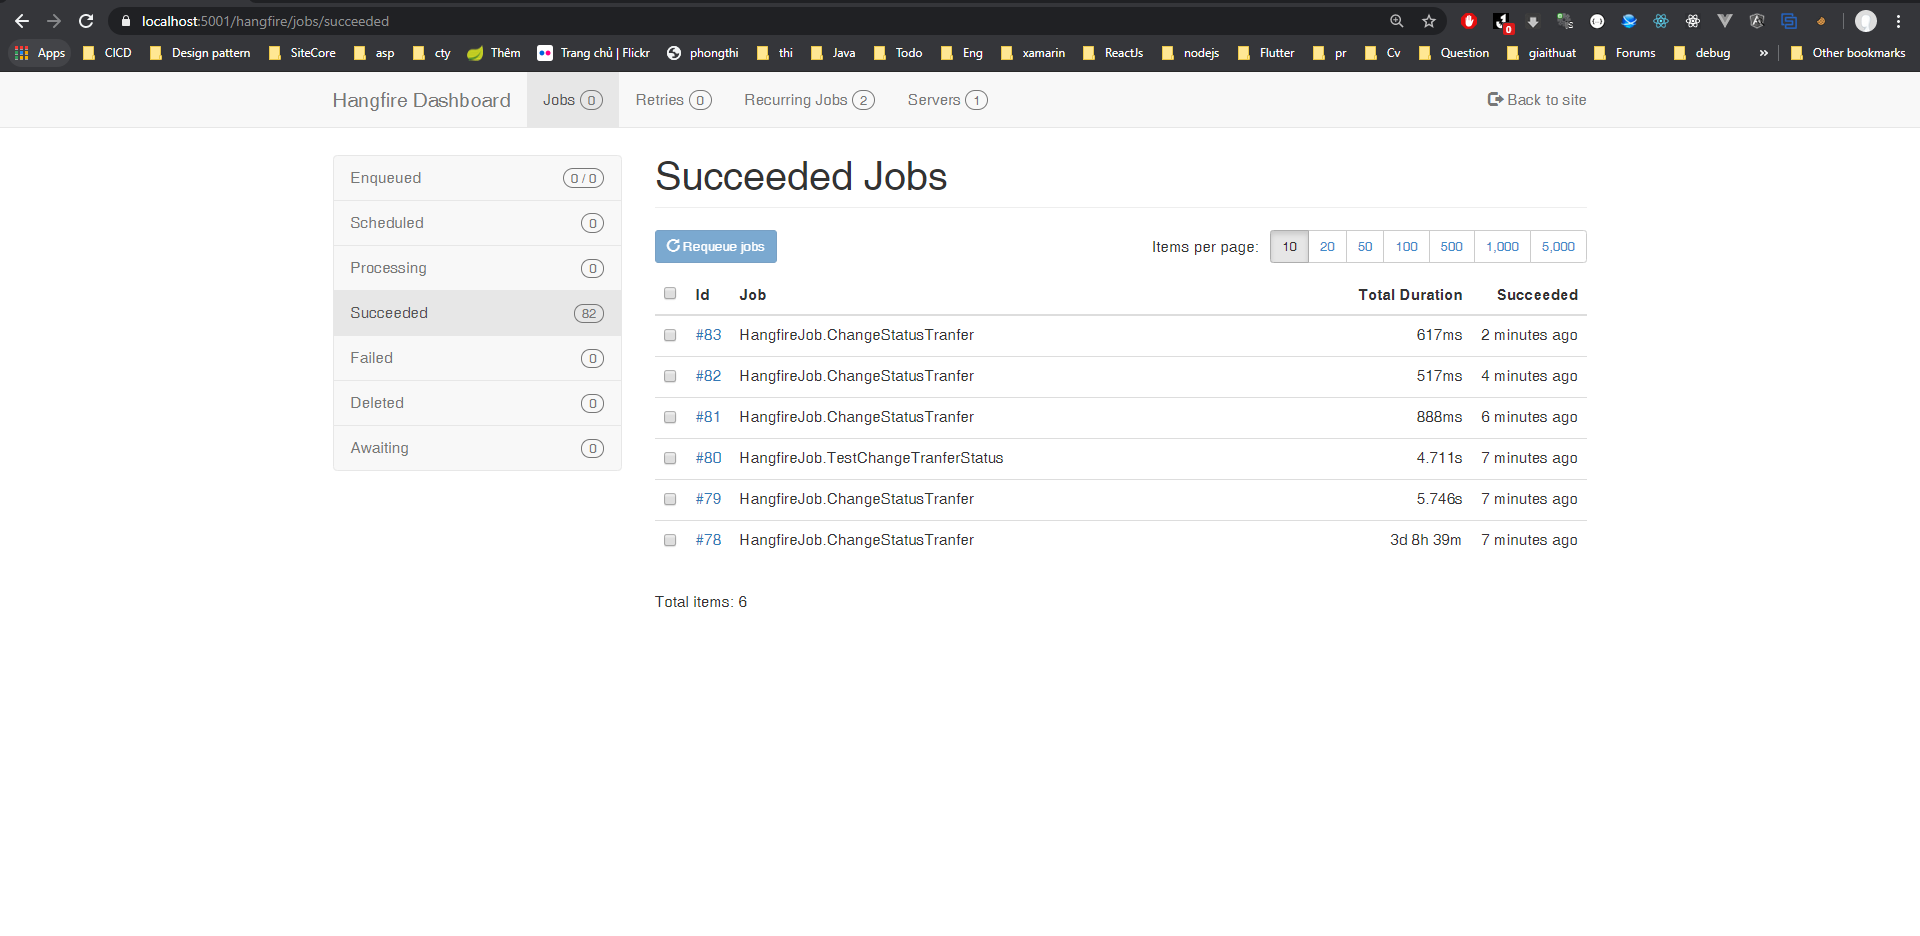 localhost:5001/hangfire/jobs/succeeded
0
Apps CICD Design pattern SiteCore asp cty Thêm Trang chủ | Flickr phongthi thi Java Todo Eng xamarin ReactJs nodejs Flutter pr Cv Question giaithuat Forums debug » Other bookmarks
Hangfire Dashboard Jobs 0 Retries 0 Recurring Jobs 2 Servers 1 Back to site
Enqueued 0 / 0
Scheduled 0
Processing 0
Succeeded 82
Failed 0
Deleted 0
Awaiting 0
Succeeded Jobs
Requeue jobs Items per page: 10 20 50 100 500 1,000 5,000
Id Job Total Duration Succeeded
#83 HangfireJob.ChangeStatusTranfer 617ms 2 minutes ago
#82 HangfireJob.ChangeStatusTranfer 517ms 4 minutes ago
#81 HangfireJob.ChangeStatusTranfer 888ms 6 minutes ago
#80 HangfireJob.TestChangeTranferStatus 4.711s 7 minutes ago
#79 HangfireJob.ChangeStatusTranfer 5.746s 7 minutes ago
#78 HangfireJob.ChangeStatusTranfer 3d 8h 39m 7 minutes ago
Total items: 6